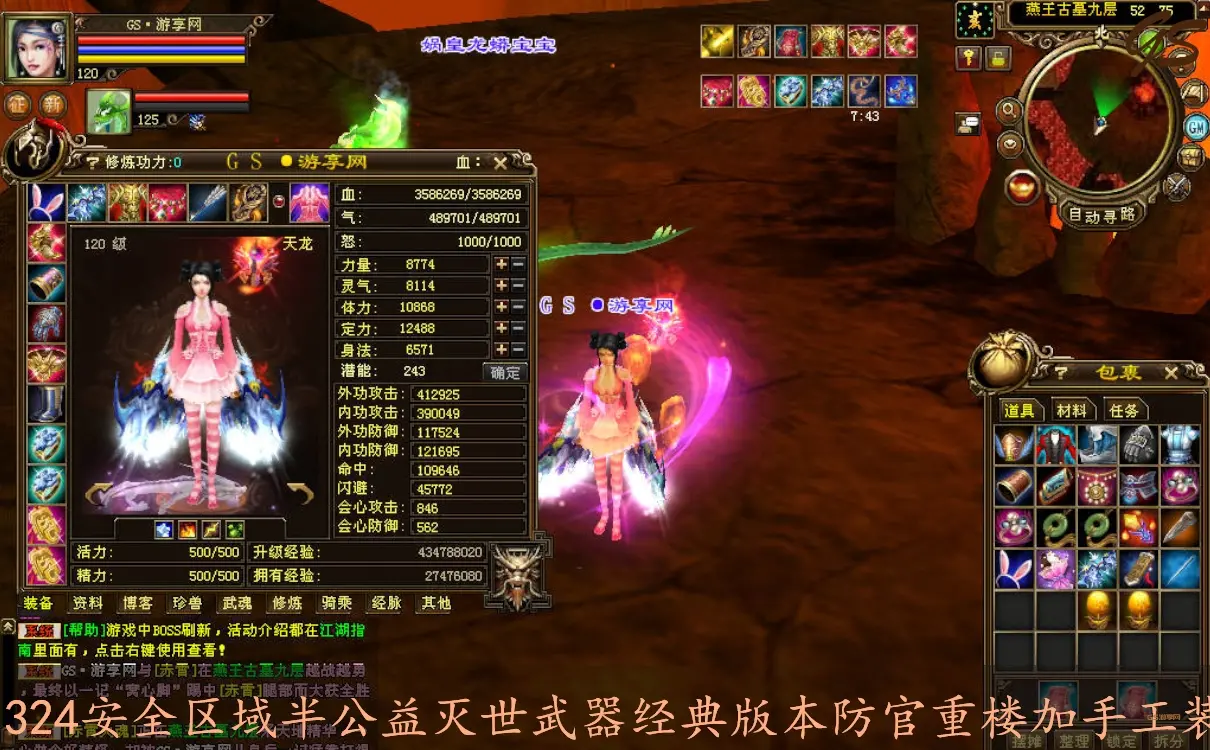 GS·游享网
120
征 新
125
娲皇龙蟒宝宝
7:43
燕王古墓九层 52 75
北
GM
自动寻路
? 修炼功力:0 GS ●游享网 血: ×
120 级
天龙
血: 3586269/3586269
气: 489701/489701
怒: 1000/1000
力量: 8774
灵气: 8114
体力: 10868
定力: 12488
身法: 6571
潜能: 243 确定
外功攻击: 412925
内功攻击: 390049
外功防御: 117524
内功防御: 121695
命中: 109646
闪避: 45772
会心攻击: 846
会心防御: 562
活力: 500/500 升级经验: 434788020
精力: 500/500 拥有经验: 27476080
装备 资料 博客 珍兽 武魂 修炼 骑乘 经脉 其他
GS ●游享网
? 包裹 ×
道具 材料 任务
[帮助]游戏中BOSS刷新，活动介绍都在江湖指
南里面有，点击右键使用查看!
GS·游享网与[赤霄]在燕王古墓九层越战越勇
，最终以一记“窝心脚”踢中[赤霄]腿部而大获全胜
324安全区域半公益灭世武器经典版本防官重楼加手工装
摆摊 整理 锁定 拆分